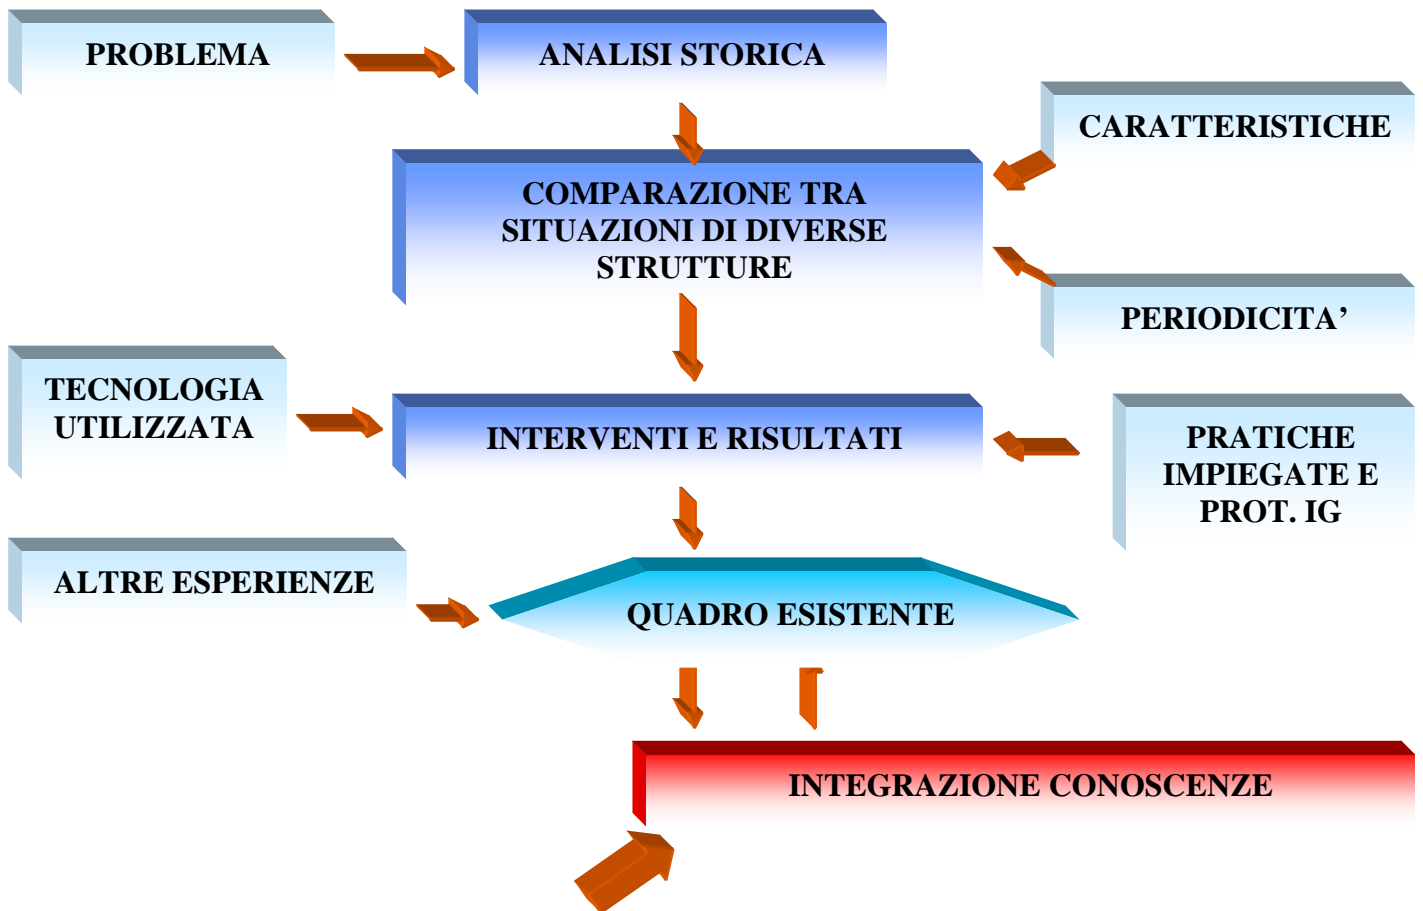 PROBLEMA
ANALISI STORICA
CARATTERISTICHE
COMPARAZIONE TRA
SITUAZIONI DI DIVERSE
STRUTTURE
PERIODICITA’
TECNOLOGIA
UTILIZZATA
INTERVENTI E RISULTATI
PRATICHE
IMPIEGATE E
PROT. IG
ALTRE ESPERIENZE
QUADRO ESISTENTE
INTEGRAZIONE CONOSCENZE